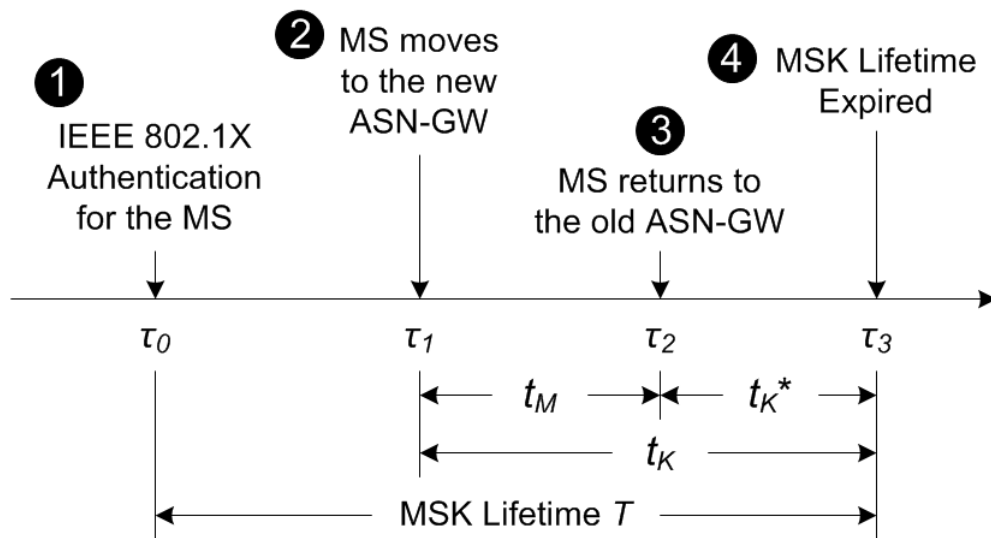 1
IEEE 802.1X
Authentication
for the MS
2
MS moves
to the new
ASN-GW
3
MS returns to
the old ASN-GW
4
MSK Lifetime
Expired
τ0
τ1
τ2
τ3
tM
tK*
tK
MSK Lifetime T